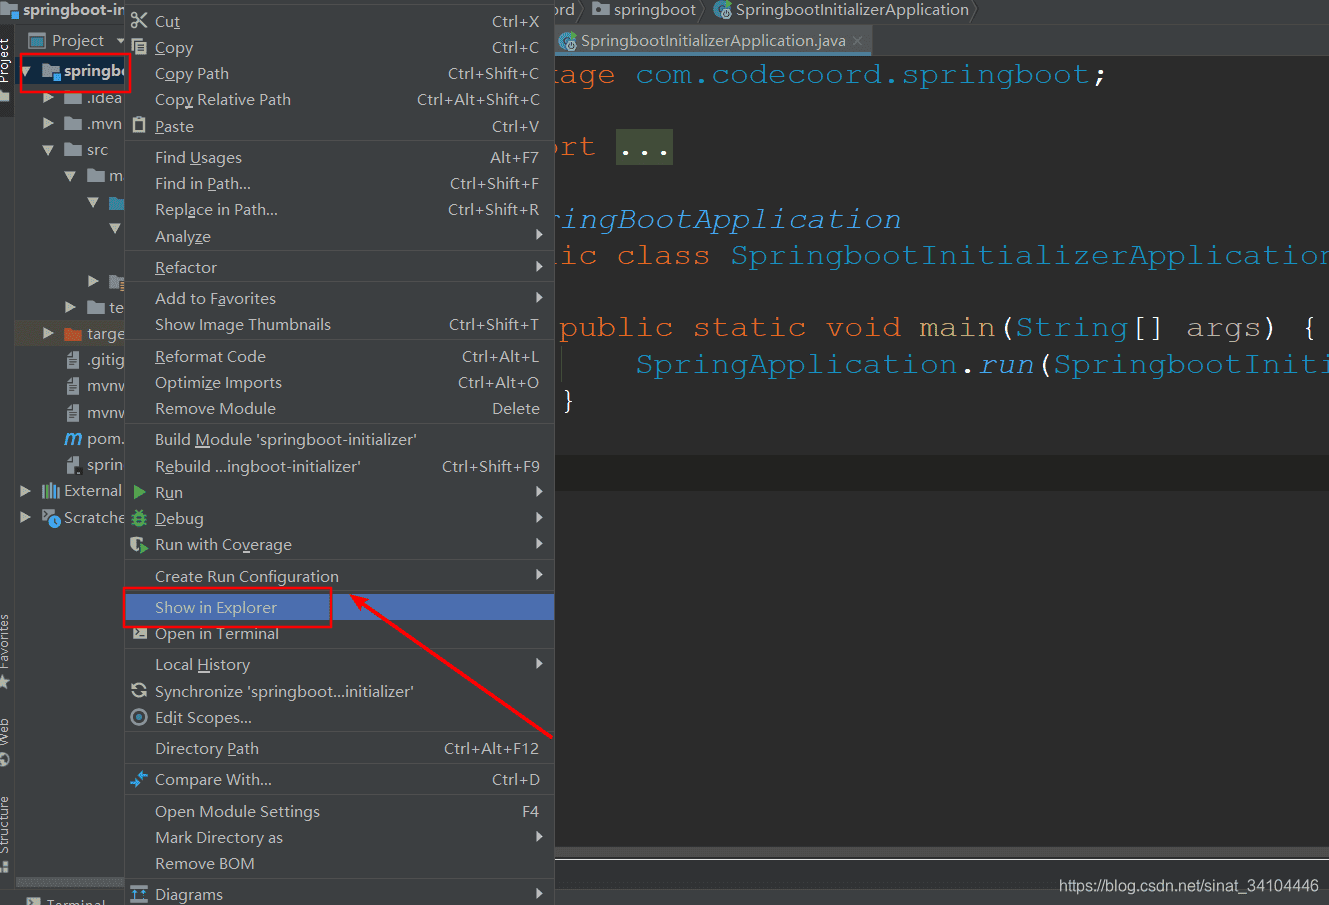 springboot-in
ord
springboot
SpringbootInitializerApplication
Project
SpringbootInitializerApplication.java
Project
springbo
.idea
.mvn
src
m
te
targe
.gitig
mvnw
mvnw
pom.
sprin
External
Scratche
Favorites
Web
Structure
Terminal
Cut Ctrl+X
Copy Ctrl+C
Copy Path Ctrl+Shift+C
Copy Relative Path Ctrl+Alt+Shift+C
Paste Ctrl+V
Find Usages Alt+F7
Find in Path... Ctrl+Shift+F
Replace in Path... Ctrl+Shift+R
Analyze
Refactor
Add to Favorites
Show Image Thumbnails Ctrl+Shift+T
Reformat Code Ctrl+Alt+L
Optimize Imports Ctrl+Alt+O
Remove Module Delete
Build Module 'springboot-initializer'
Rebuild ...ingboot-initializer' Ctrl+Shift+F9
Run
Debug
Run with Coverage
Create Run Configuration
Show in Explorer
Open in Terminal
Local History
Synchronize 'springboot...initializer'
Edit Scopes...
Directory Path Ctrl+Alt+F12
Compare With... Ctrl+D
Open Module Settings F4
Mark Directory as
Remove BOM
Diagrams
age com.codecoord.springboot;
rt ...
ringBootApplication
ic class SpringbootInitializerApplication
public static void main(String[] args) {
SpringApplication.run(SpringbootIniti
}
https://blog.csdn.net/sinat_34104446